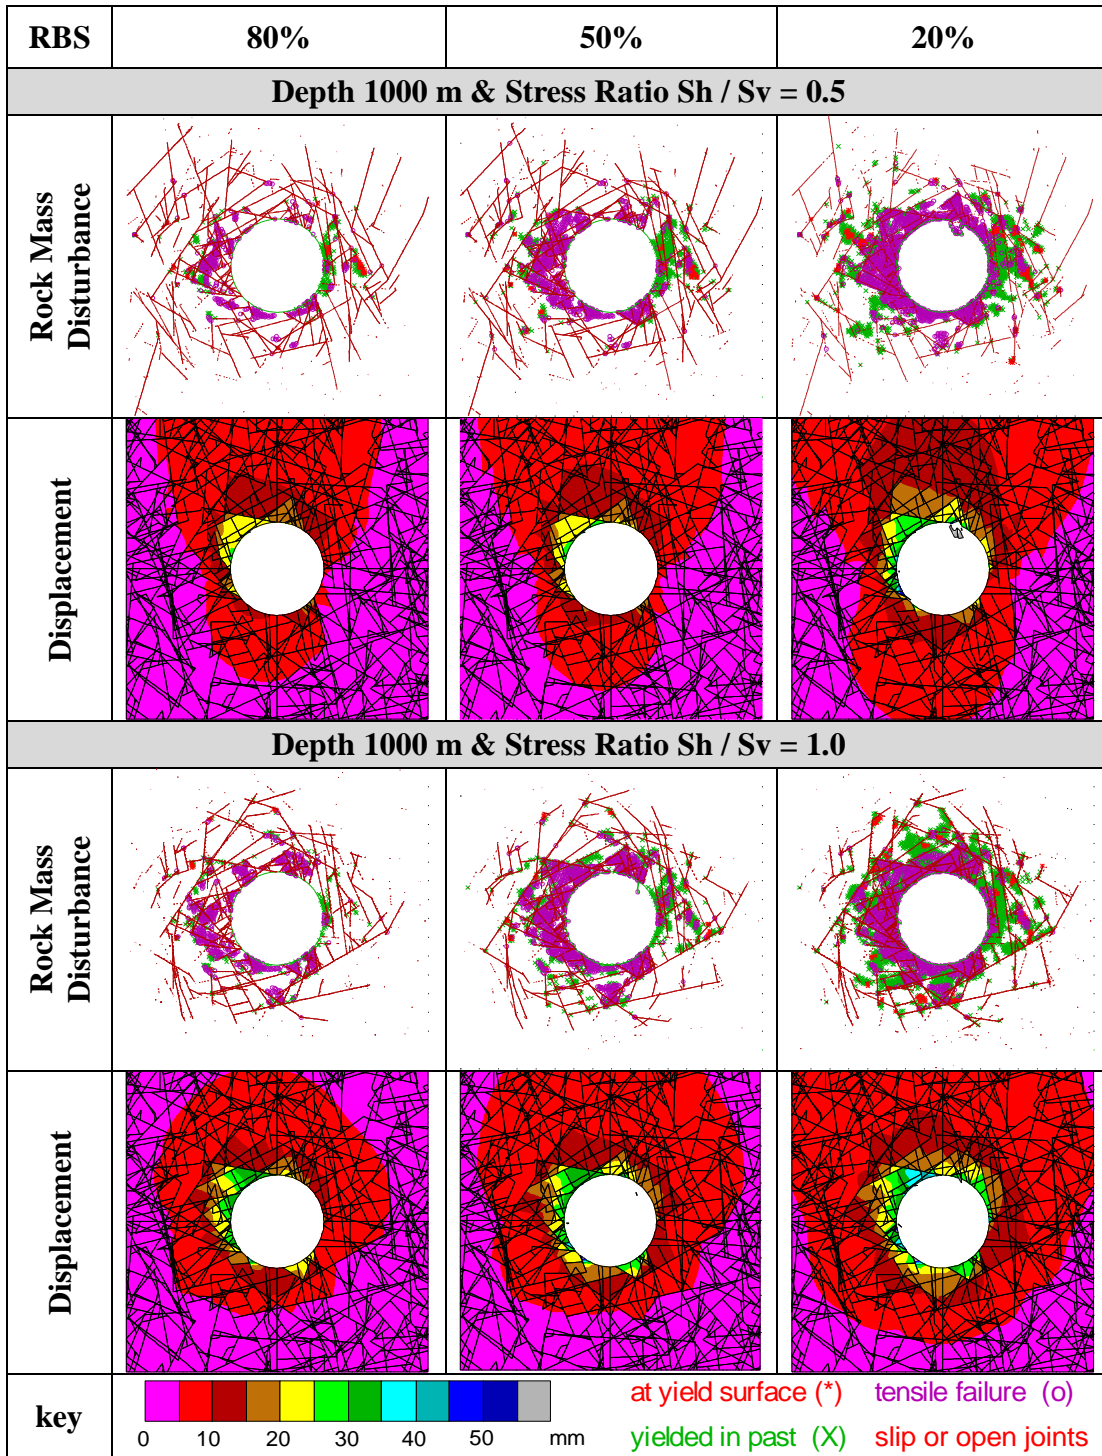 RBS 80% 50% 20%
Depth 1000 m & Stress Ratio Sh / Sv = 0.5
Rock Mass
Disturbance
Displacement
Depth 1000 m & Stress Ratio Sh / Sv = 1.0
Rock Mass
Disturbance
Displacement
key
0 10 20 30 40 50 mm
at yield surface (*) tensile failure (o)
yielded in past (X) slip or open joints